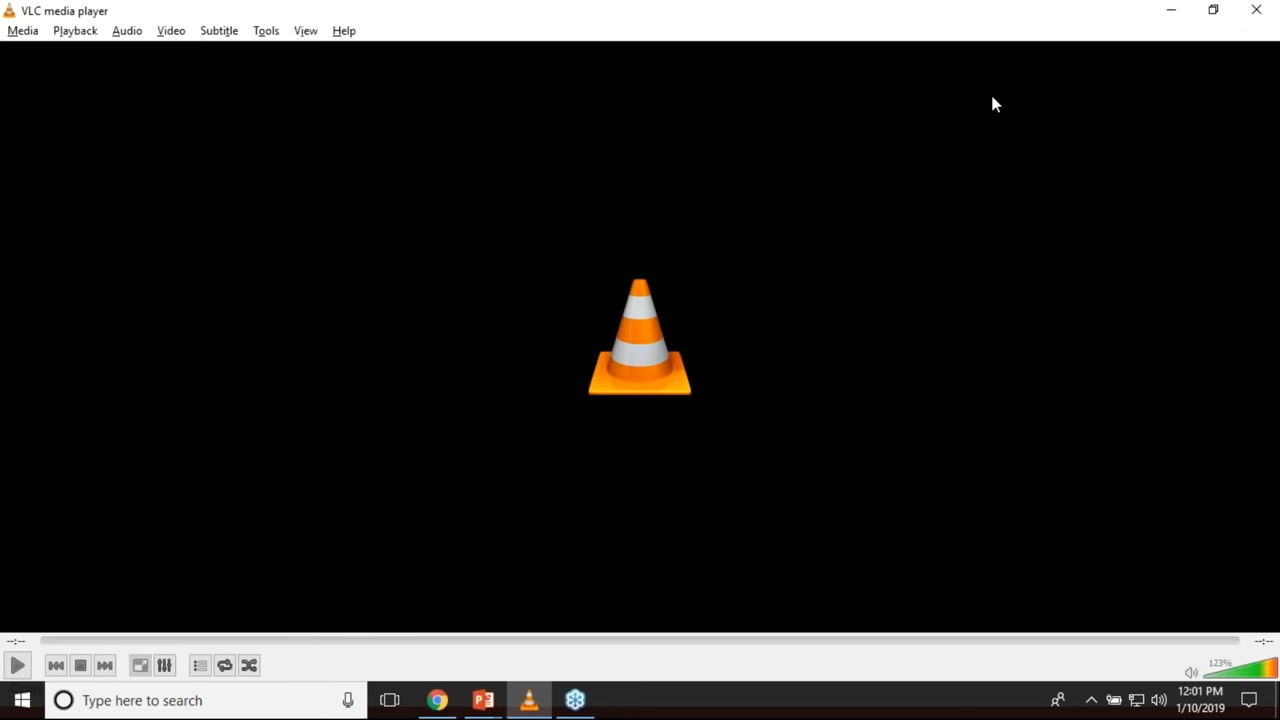 VLC media player
Media Playback Audio Video Subtitle Tools View Help
--:-- --:--
123%
Type here to search
12:01 PM
1/10/2019